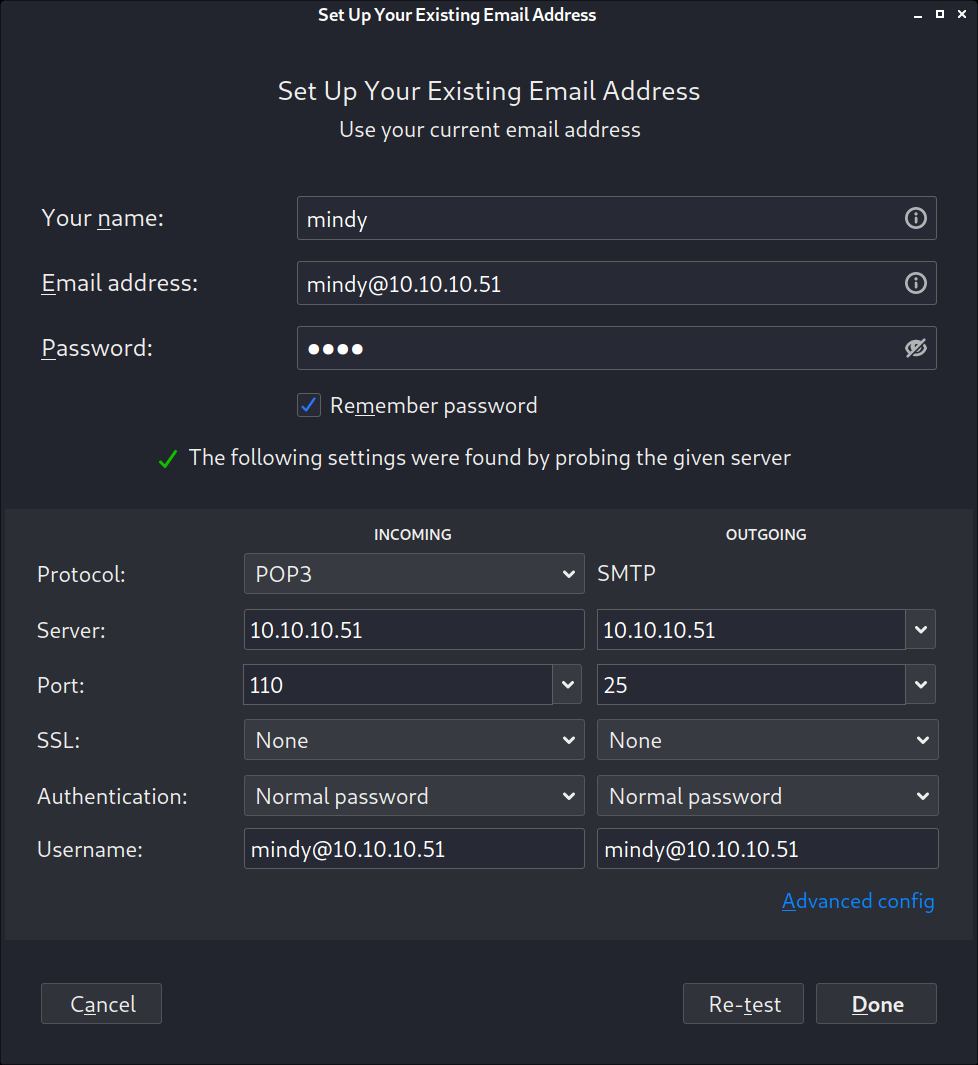 Set Up Your Existing Email Address
Set Up Your Existing Email Address
Use your current email address
Your name: mindy
Email address: mindy@10.10.10.51
Password: ●●●●
Remember password
The following settings were found by probing the given server
INCOMING OUTGOING
Protocol: POP3 SMTP
Server: 10.10.10.51 10.10.10.51
Port: 110 25
SSL: None None
Authentication: Normal password Normal password
Username: mindy@10.10.10.51 mindy@10.10.10.51
Advanced config
Cancel Re-test Done